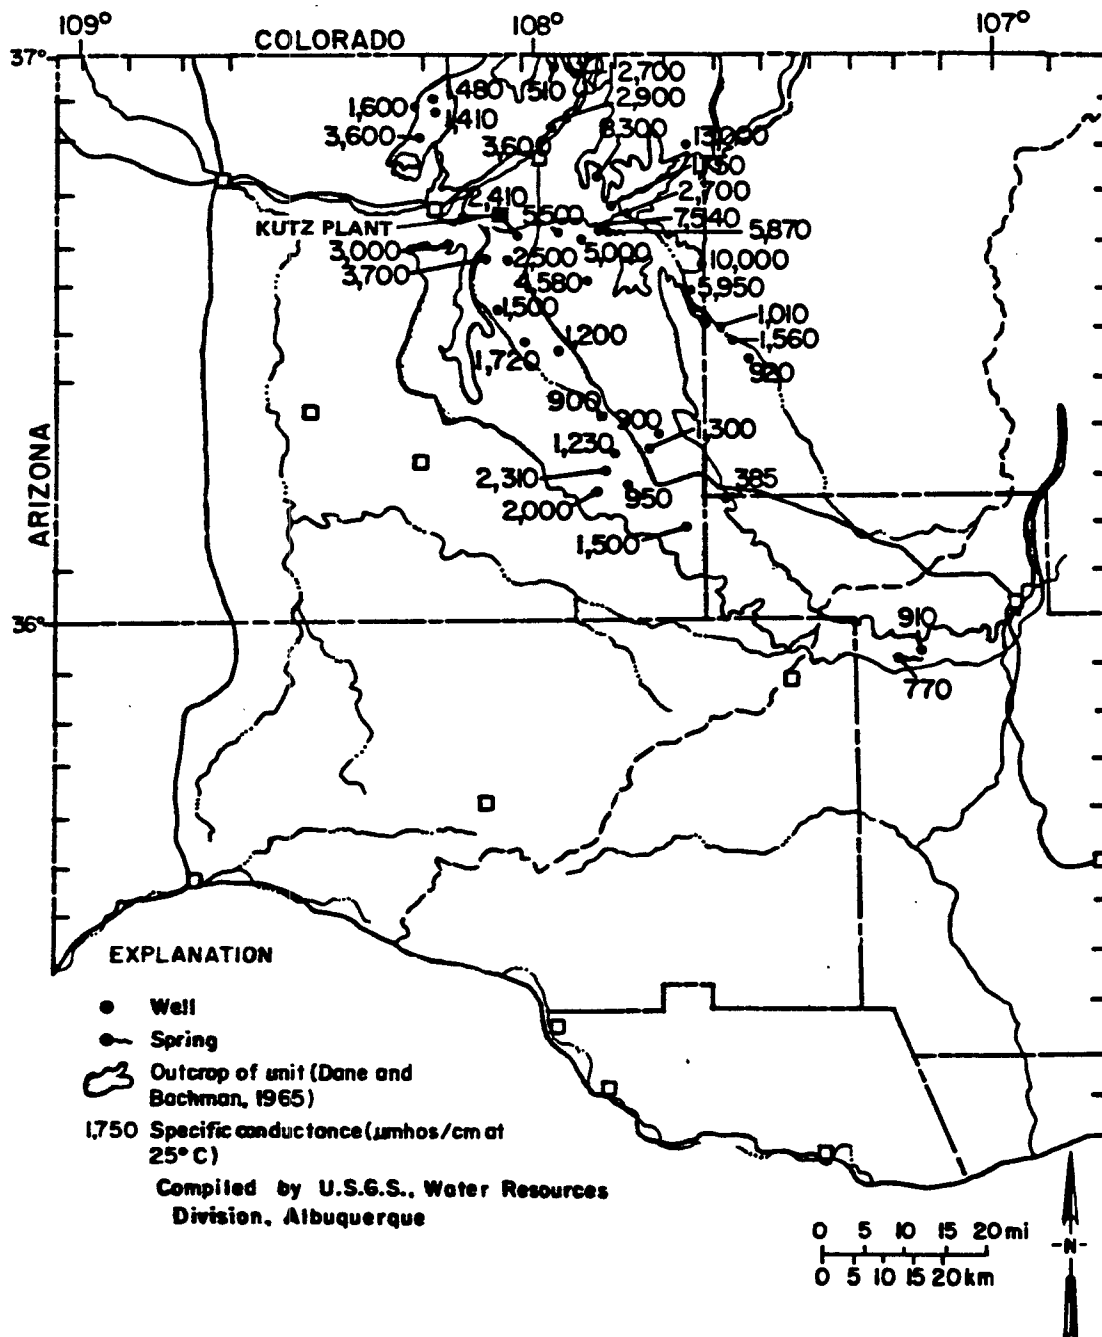 109° 108° 107°
COLORADO
37°
2,700
1,480 510
2,900
1,600
1,410
8,300
3,600
3,600
13,000
2,410
2,700
5,500
7,540
KUTZ PLANT
5,870
3,000
5,000
3,700
2,500
10,000
4,580
5,950
1,500
1,010
1,200
1,560
1,720
920
900
900
1,300
1,230
ARIZONA
2,310
385
2,000
950
1,500
36°
910
770
EXPLANATION
Well
Spring
Outcrop of unit (Dane and
Bachman, 1965)
1,750 Specific conductance (µmhos/cm at
25° C)
Compiled by U.S.G.S., Water Resources
Division, Albuquerque
0 5 10 15 20 mi
0 5 10 15 20 km
-N-